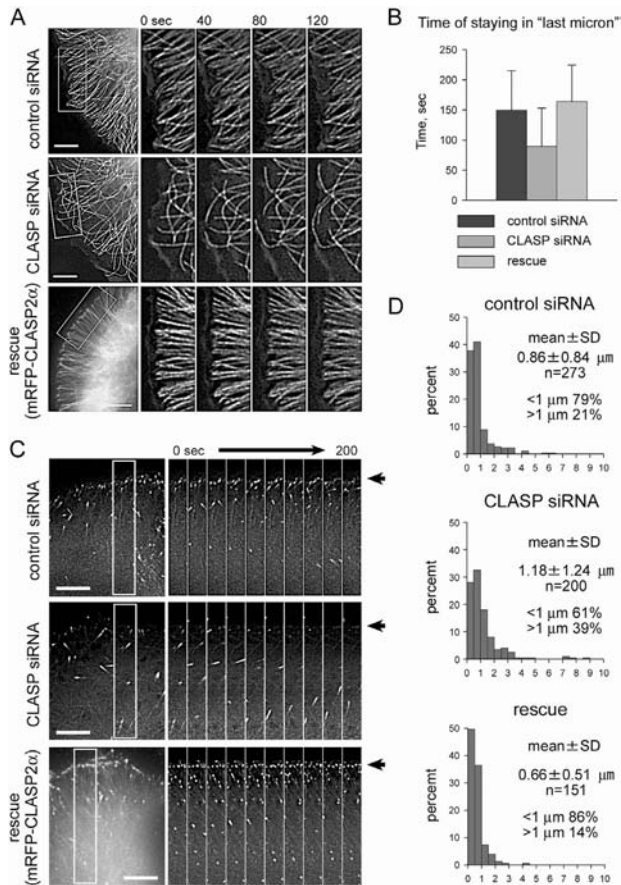 A
0 sec 40 80 120
control siRNA
CLASP siRNA
rescue
(mRFP-CLASP2α)
B
Time of staying in "last micron"
Time, sec
250
200
150
100
50
0
control siRNA
CLASP siRNA
rescue
C
0 sec 200
control siRNA
CLASP siRNA
rescue
(mRFP-CLASP2α)
D
control siRNA
percent
50
40
30
20
10
0
mean±SD
0.86±0.84 μm
n=273
<1 μm 79%
>1 μm 21%
0 1 2 3 4 5 6 7 8 9 10
CLASP siRNA
percemt
50
40
30
20
10
0
mean±SD
1.18±1.24 μm
n=200
<1 μm 61%
>1 μm 39%
0 1 2 3 4 5 6 7 8 9 10
rescue
percemt
50
40
30
20
10
0
mean±SD
0.66±0.51 μm
n=151
<1 μm 86%
>1 μm 14%
0 1 2 3 4 5 6 7 8 9 10